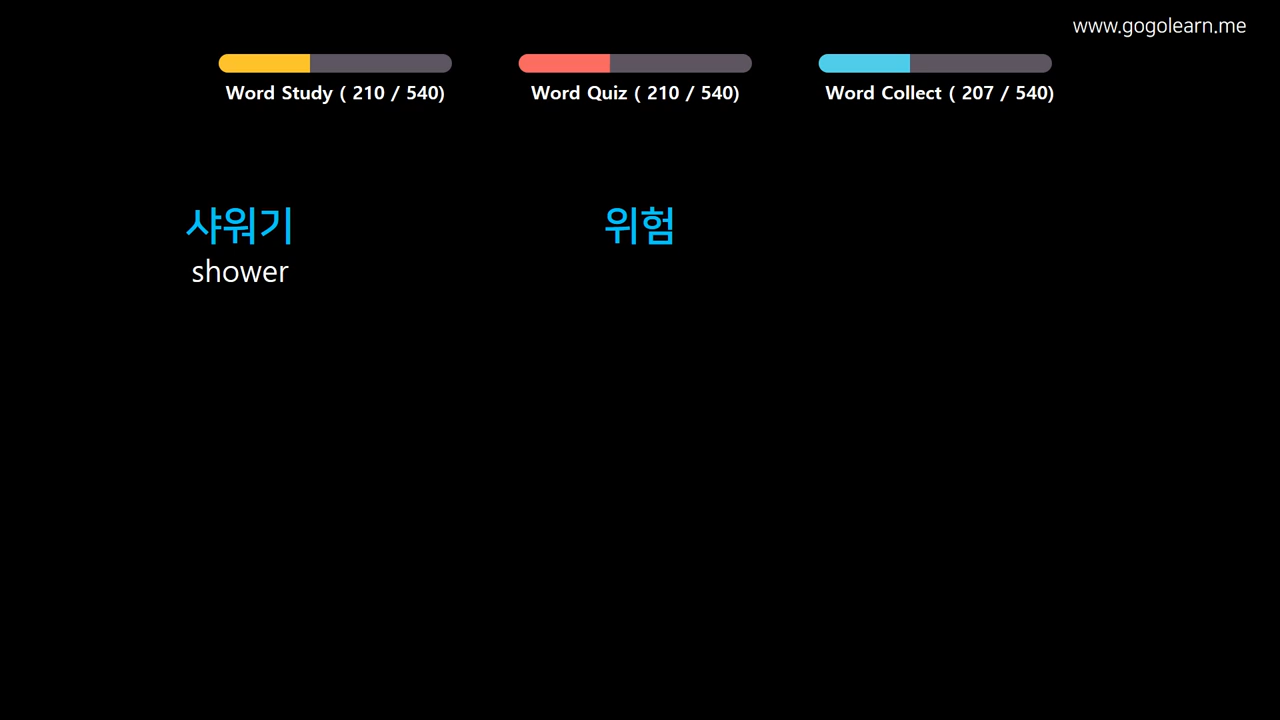 www.gogolearn.me
Word Study ( 210 / 540)
Word Quiz ( 210 / 540)
Word Collect ( 207 / 540)
샤워기
shower
위험